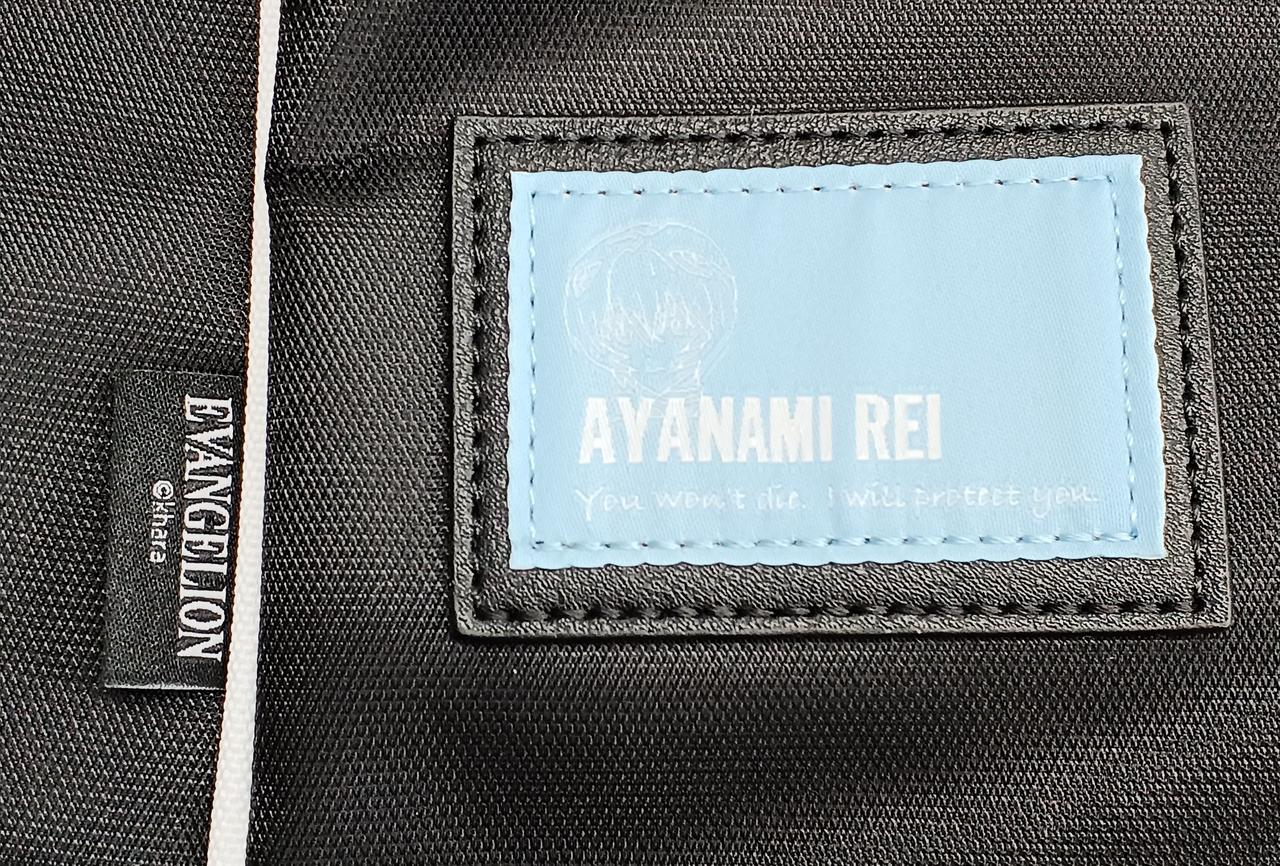 EVANGELION
©khara
AYANAMI REI
You won't die. I will protect you.